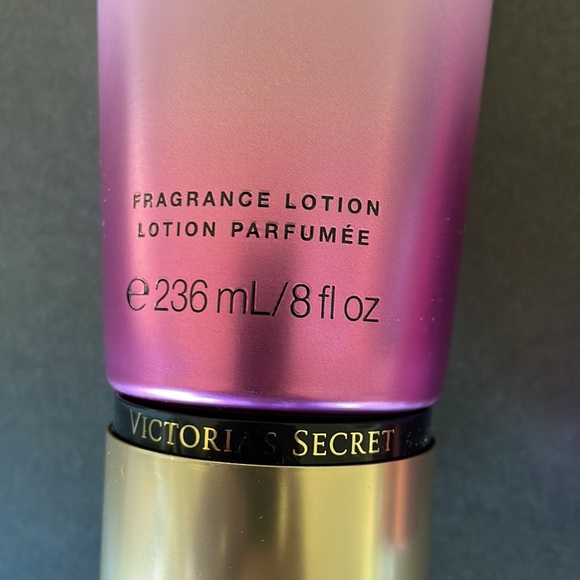 FRAGRANCE LOTION
LOTION PARFUMÉE
℮ 236 mL/8 fl oz
VICTORIA'S SECRET